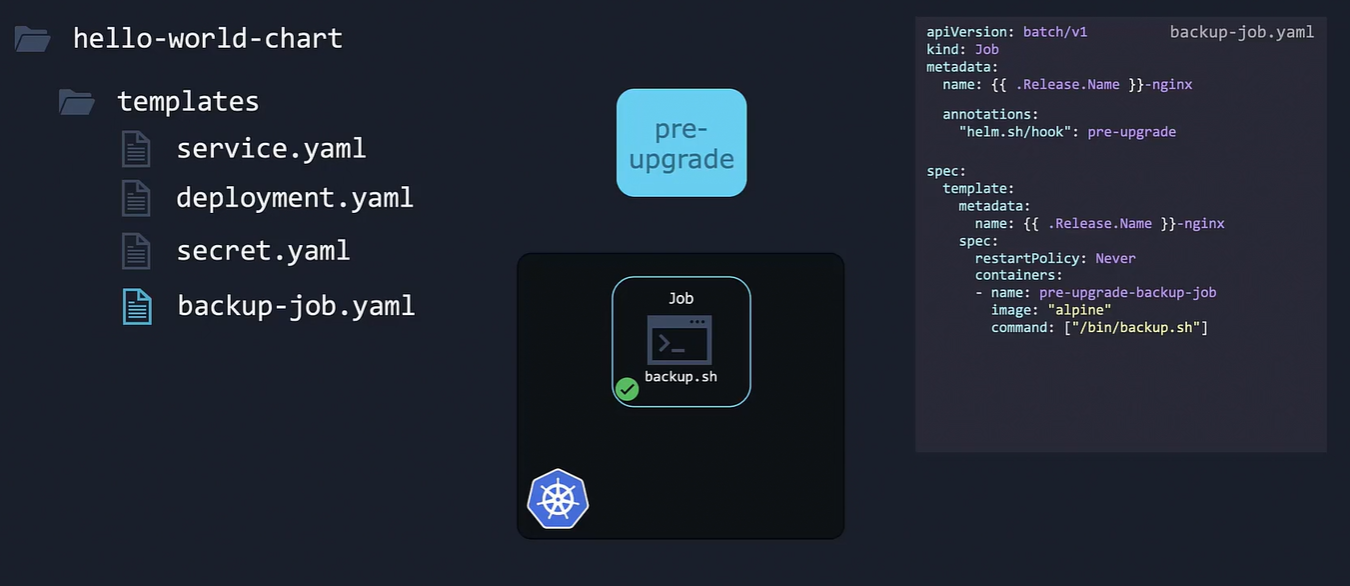 hello-world-chart
templates
service.yaml
deployment.yaml
secret.yaml
backup-job.yaml
pre-
upgrade
Job
>_
backup.sh
backup-job.yaml
apiVersion: batch/v1
kind: Job
metadata:
  name: {{ .Release.Name }}-nginx
  annotations:
    "helm.sh/hook": pre-upgrade
spec:
  template:
    metadata:
      name: {{ .Release.Name }}-nginx
    spec:
      restartPolicy: Never
      containers:
      - name: pre-upgrade-backup-job
        image: "alpine"
        command: ["/bin/backup.sh"]